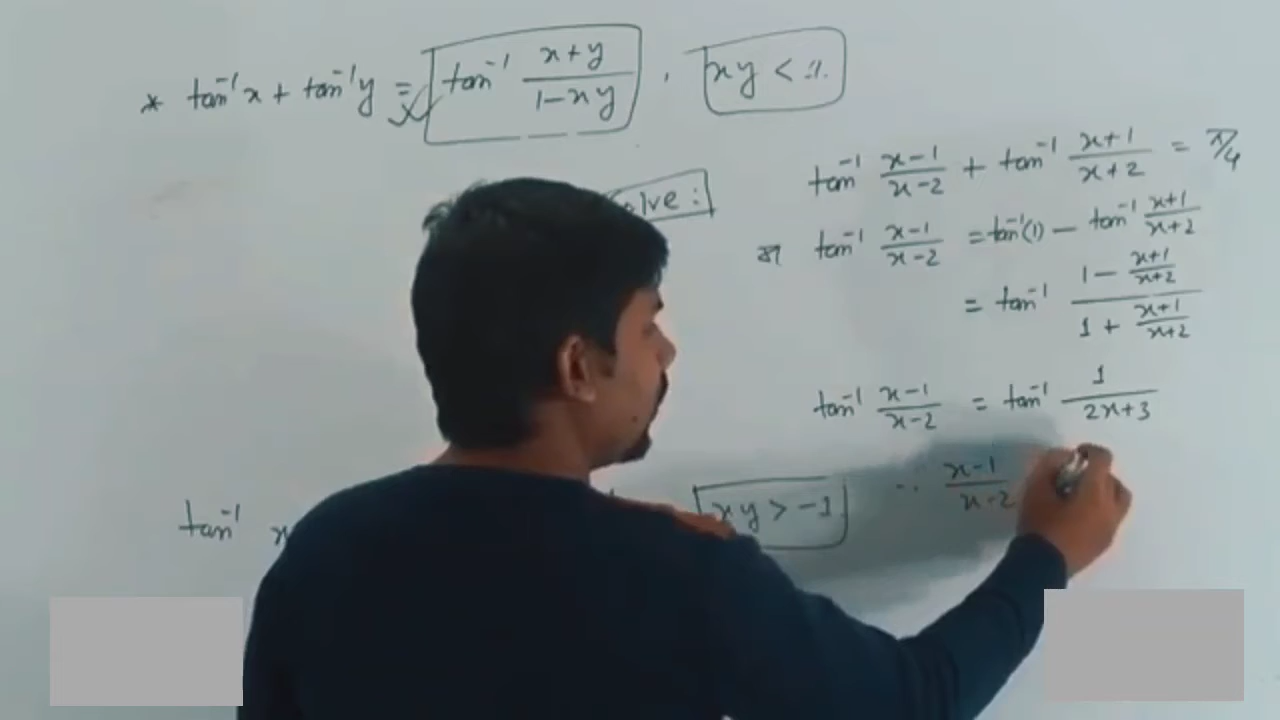 * tan⁻¹x + tan⁻¹y = tan⁻¹ (x+y)/(1-xy) , xy < 1.
tan⁻¹ (x-1)/(x-2) + tan⁻¹ (x+1)/(x+2) = π/4
tan⁻¹ (x-1)/(x-2) = tan⁻¹(1) - tan⁻¹ (x+1)/(x+2)
= tan⁻¹ (1 - (x+1)/(x+2))/(1 + (x+1)/(x+2))
tan⁻¹ (x-1)/(x-2) = tan⁻¹ 1/(2x+3)
∴ (x-1)/(x-2)
tan⁻¹ x
xy > -1